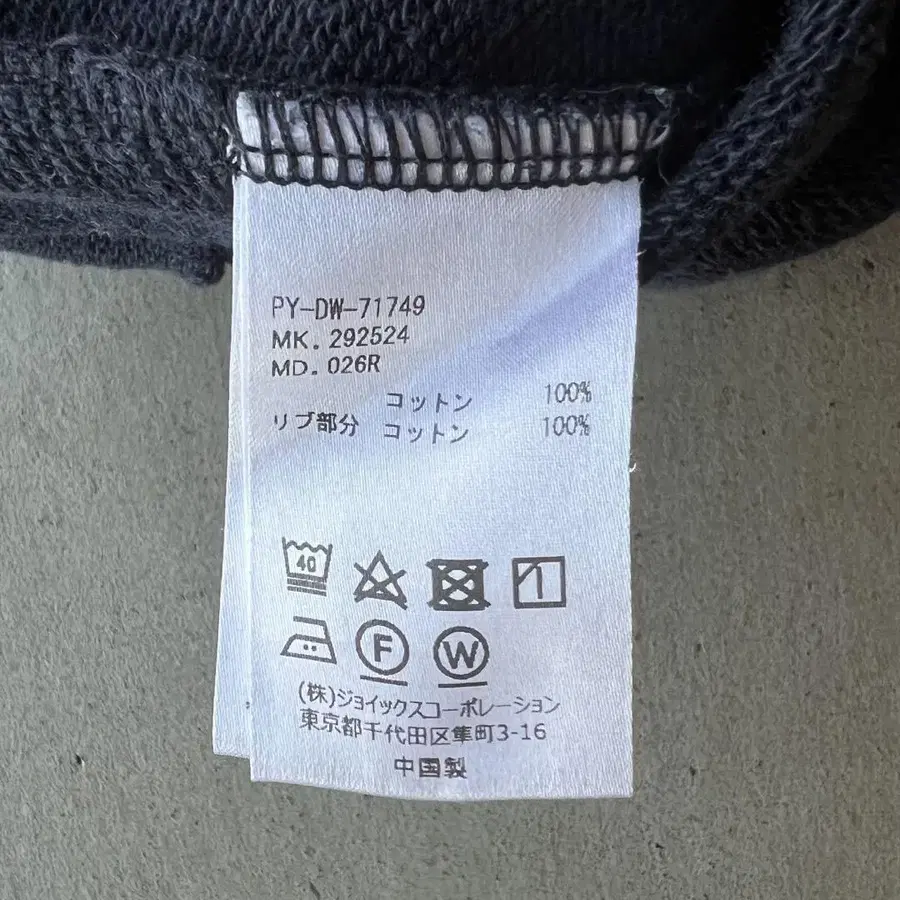 PY-DW-71749
MK. 292524
MD. 026R
コットン 100%
リブ部分 コットン 100%
40
F W
(株)ジョイックスコーポレーション
東京都千代田区隼町3-16
中国製